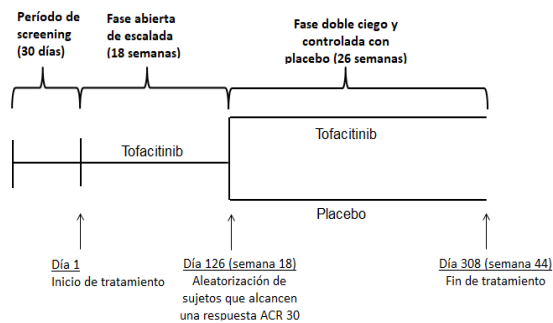 Período de
screening
(30 días)
Fase abierta
de escalada
(18 semanas)
Fase doble ciego y
controlada con
placebo (26 semanas)
Tofacitinib
Tofacitinib
Placebo
Día 1
Inicio de tratamiento
Día 126 (semana 18)
Aleatorización de
sujetos que alcancen
una respuesta ACR 30
Día 308 (semana 44)
Fin de tratamiento